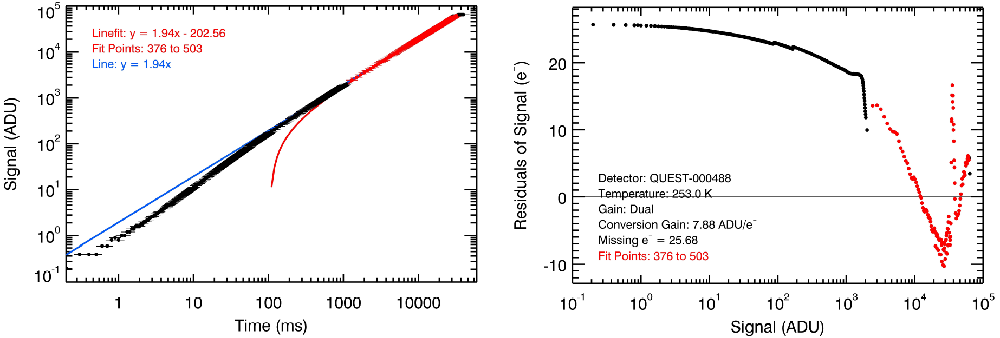 Linefit: y = 1.94x - 202.56
Fit Points: 376 to 503
Line: y = 1.94x
10^5
10^4
10^3
10^2
10^1
10^0
10^-1
Signal (ADU)
1 10 100 1000 10000
Time (ms)
20
10
0
-10
Residuals of Signal (e^-)
Detector: QUEST-000488
Temperature: 253.0 K
Gain: Dual
Conversion Gain: 7.88 ADU/e^-
Missing e^- = 25.68
Fit Points: 376 to 503
10^-1 10^0 10^1 10^2 10^3 10^4 10^5
Signal (ADU)